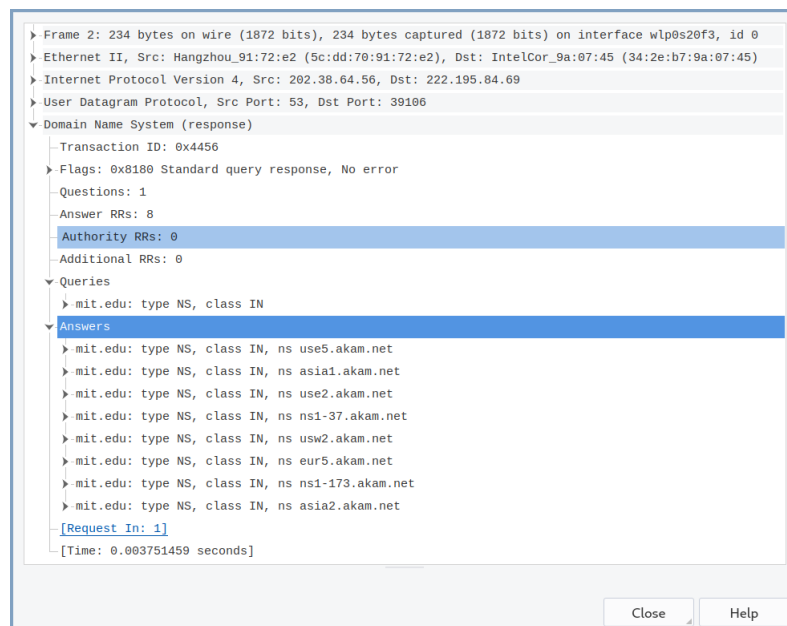 Frame 2: 234 bytes on wire (1872 bits), 234 bytes captured (1872 bits) on interface wlp0s20f3, id 0
Ethernet II, Src: Hangzhou_91:72:e2 (5c:dd:70:91:72:e2), Dst: IntelCor_9a:07:45 (34:2e:b7:9a:07:45)
Internet Protocol Version 4, Src: 202.38.64.56, Dst: 222.195.84.69
User Datagram Protocol, Src Port: 53, Dst Port: 39106
Domain Name System (response)
Transaction ID: 0x4456
Flags: 0x8180 Standard query response, No error
Questions: 1
Answer RRs: 8
Authority RRs: 0
Additional RRs: 0
Queries
mit.edu: type NS, class IN
Answers
mit.edu: type NS, class IN, ns use5.akam.net
mit.edu: type NS, class IN, ns asia1.akam.net
mit.edu: type NS, class IN, ns use2.akam.net
mit.edu: type NS, class IN, ns ns1-37.akam.net
mit.edu: type NS, class IN, ns usw2.akam.net
mit.edu: type NS, class IN, ns eur5.akam.net
mit.edu: type NS, class IN, ns ns1-173.akam.net
mit.edu: type NS, class IN, ns asia2.akam.net
[Request In: 1]
[Time: 0.003751459 seconds]
Close Help